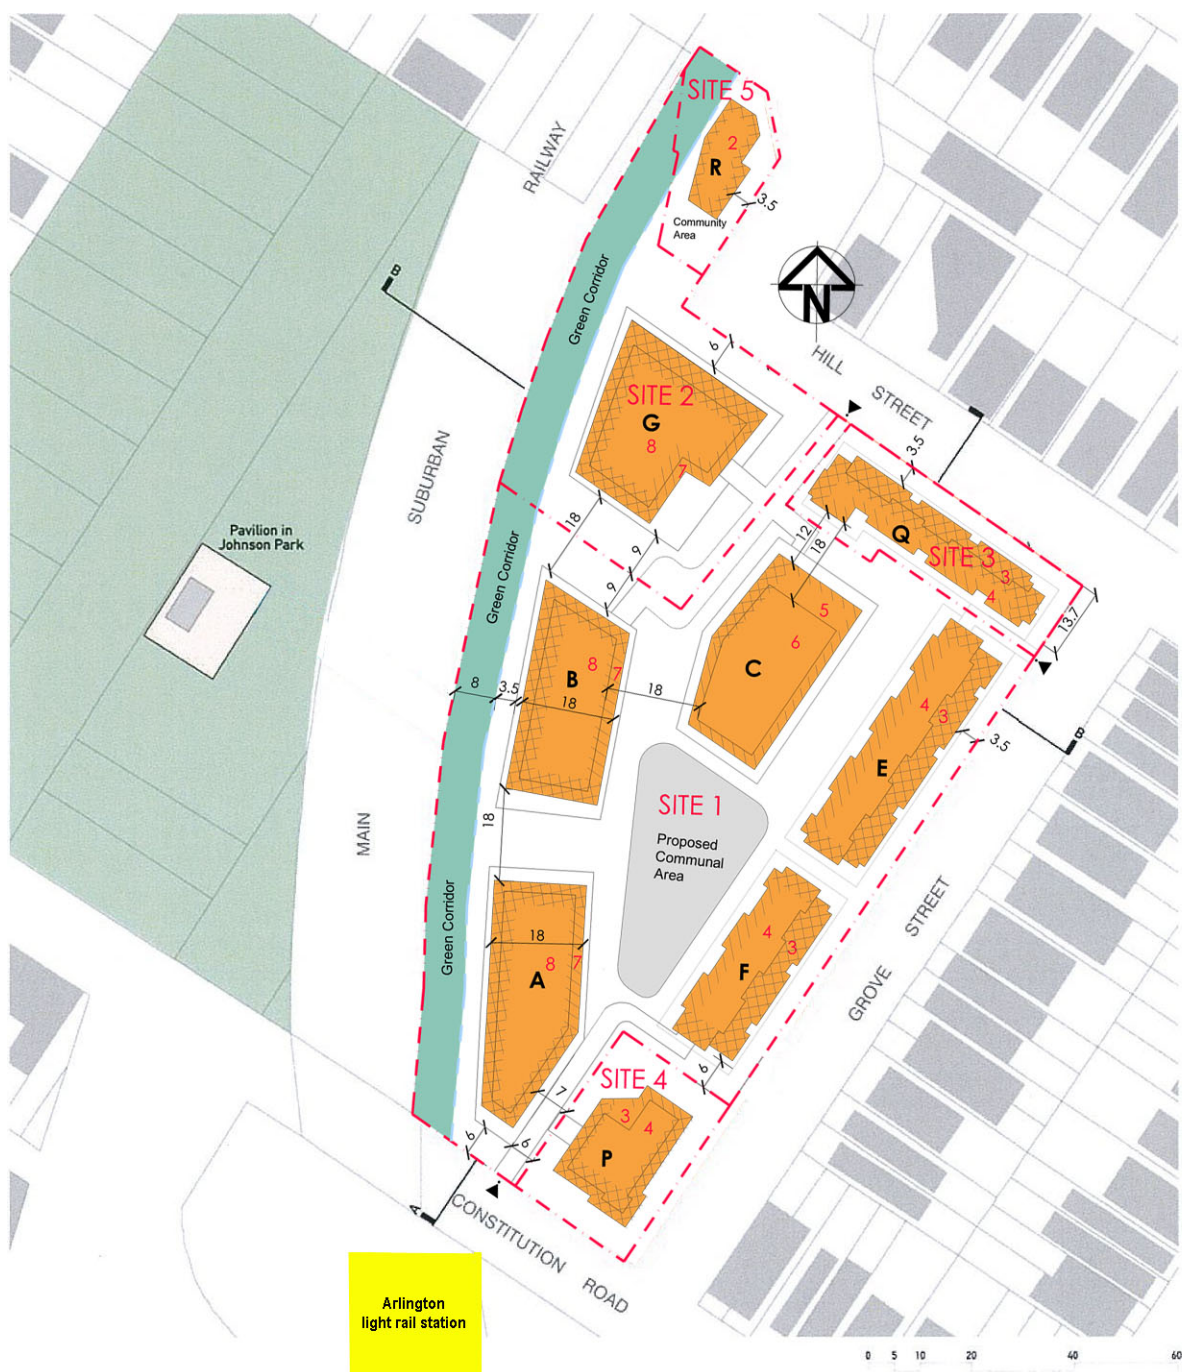 SITE 5
2
R
3.5
Community
Area
RAILWAY
B
Green Corridor
N
HILL
STREET
6
SITE 2
G
8
7
3.5
SUBURBAN
18
9
9
12
18
Q
SITE 3
3
4
13.7
Pavilion in
Johnson Park
Green Corridor
5
6
C
8
7
B
8
3.5
18
18
4
3
E
3.5
B
SITE 1
Proposed
Communal
Area
18
MAIN
Green Corridor
18
8
7
A
4
3
F
STREET
GROVE
6
SITE 4
7
3
4
P
6
6
A
CONSTITUTION
ROAD
Arlington
light rail station
0 5 10 20 40 60